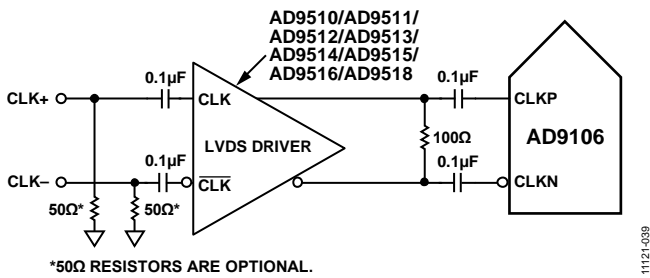 AD9510/AD9511/
AD9512/AD9513/
AD9514/AD9515/
AD9516/AD9518
0.1µF
0.1µF
CLK+
CLK
CLKP
LVDS DRIVER
100Ω
AD9106
0.1µF
0.1µF
CLK–
C̅L̅K̅
CLKN
50Ω*
50Ω*
*50Ω RESISTORS ARE OPTIONAL.
11121-039